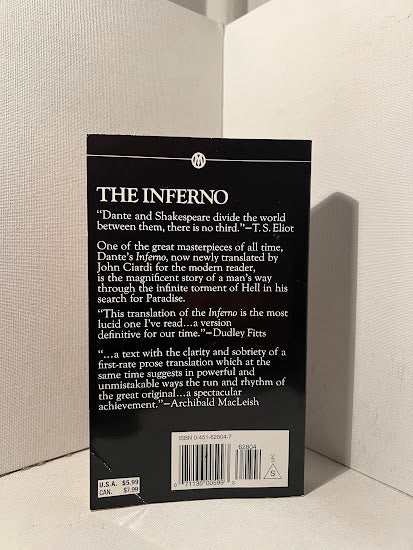 M
THE INFERNO
“Dante and Shakespeare divide the world
between them, there is no third.”—T. S. Eliot
One of the great masterpieces of all time,
Dante's Inferno, now newly translated by
John Ciardi for the modern reader,
is the magnificent story of a man's way
through the infinite torment of Hell in his
search for Paradise.
“This translation of the Inferno is the most
lucid one I've read...a version
definitive for our time.”—Dudley Fitts
“...a text with the clarity and sobriety of a
first-rate prose translation which at the
same time suggests in powerful and
unmistakable ways the run and rhythm of
the great original...a spectacular
achievement.”—Archibald MacLeish
ISBN 0-451-62804-7
62804
0 71136 00599 3
UPC
S
U.S.A. $5.99
CAN. $7.99